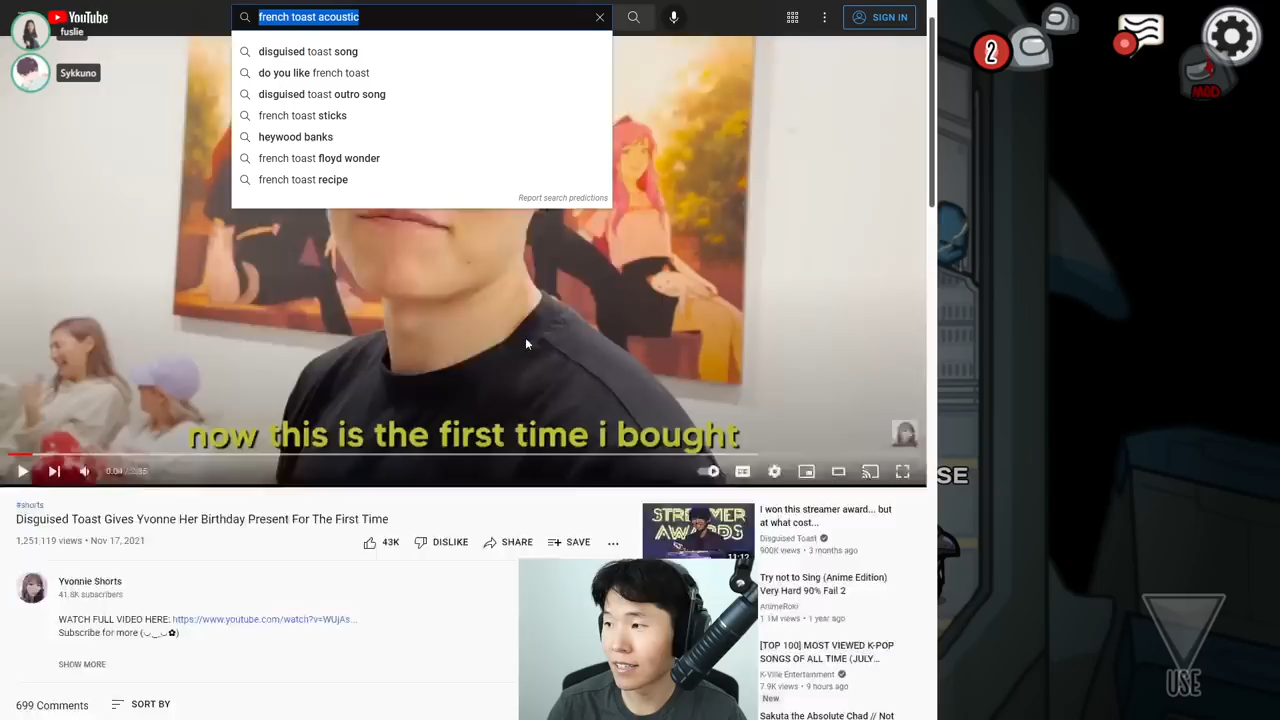 YouTube
french toast acoustic
SIGN IN
fuslie
Sykkuno
disguised toast song
do you like french toast
disguised toast outro song
french toast sticks
heywood banks
french toast floyd wonder
french toast recipe
Report search predictions
2
MOD
now this is the first time i bought
#shorts
Disguised Toast Gives Yvonne Her Birthday Present For The First Time
1,251,119 views • Nov 17, 2021
43K
DISLIKE
SHARE
SAVE
Yvonnie Shorts
41.8K subscribers
WATCH FULL VIDEO HERE: https://www.youtube.com/watch?v=WUjAs...
Subscribe for more (◡‿◡✿)
SHOW MORE
699 Comments
SORT BY
STREAMER
AWARDS
11:12
I won this streamer award... but
at what cost...
Disguised Toast
900K views • 3 months ago
Try not to Sing (Anime Edition)
Very Hard 90% Fail 2
AnimeRoki
1.1M views • 1 year ago
[TOP 100] MOST VIEWED K-POP
SONGS OF ALL TIME (JULY...
K-Ville Entertainment
7.9K views • 9 hours ago
New
Sakuta the Absolute Chad // Not
USE